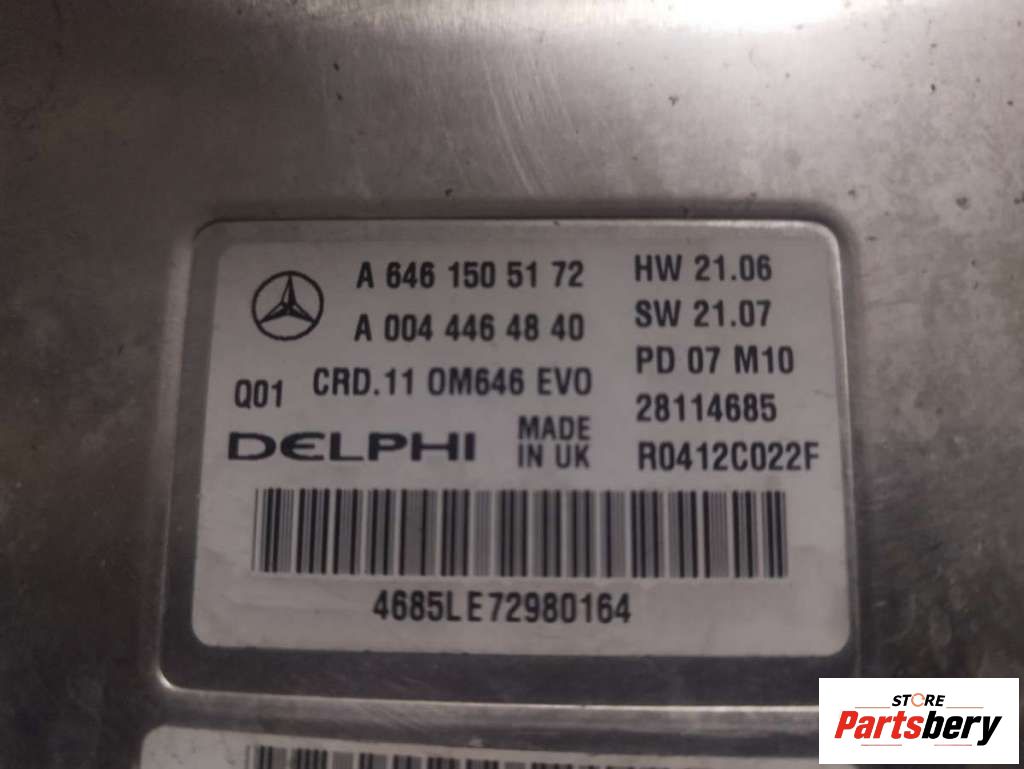 A 646 150 51 72
A 004 446 48 40
Q01 CRD.11 OM646 EVO
DELPHI MADE IN UK
HW 21.06
SW 21.07
PD 07 M10
28114685
R0412C022F
4685LE72980164
STORE
Partsbery